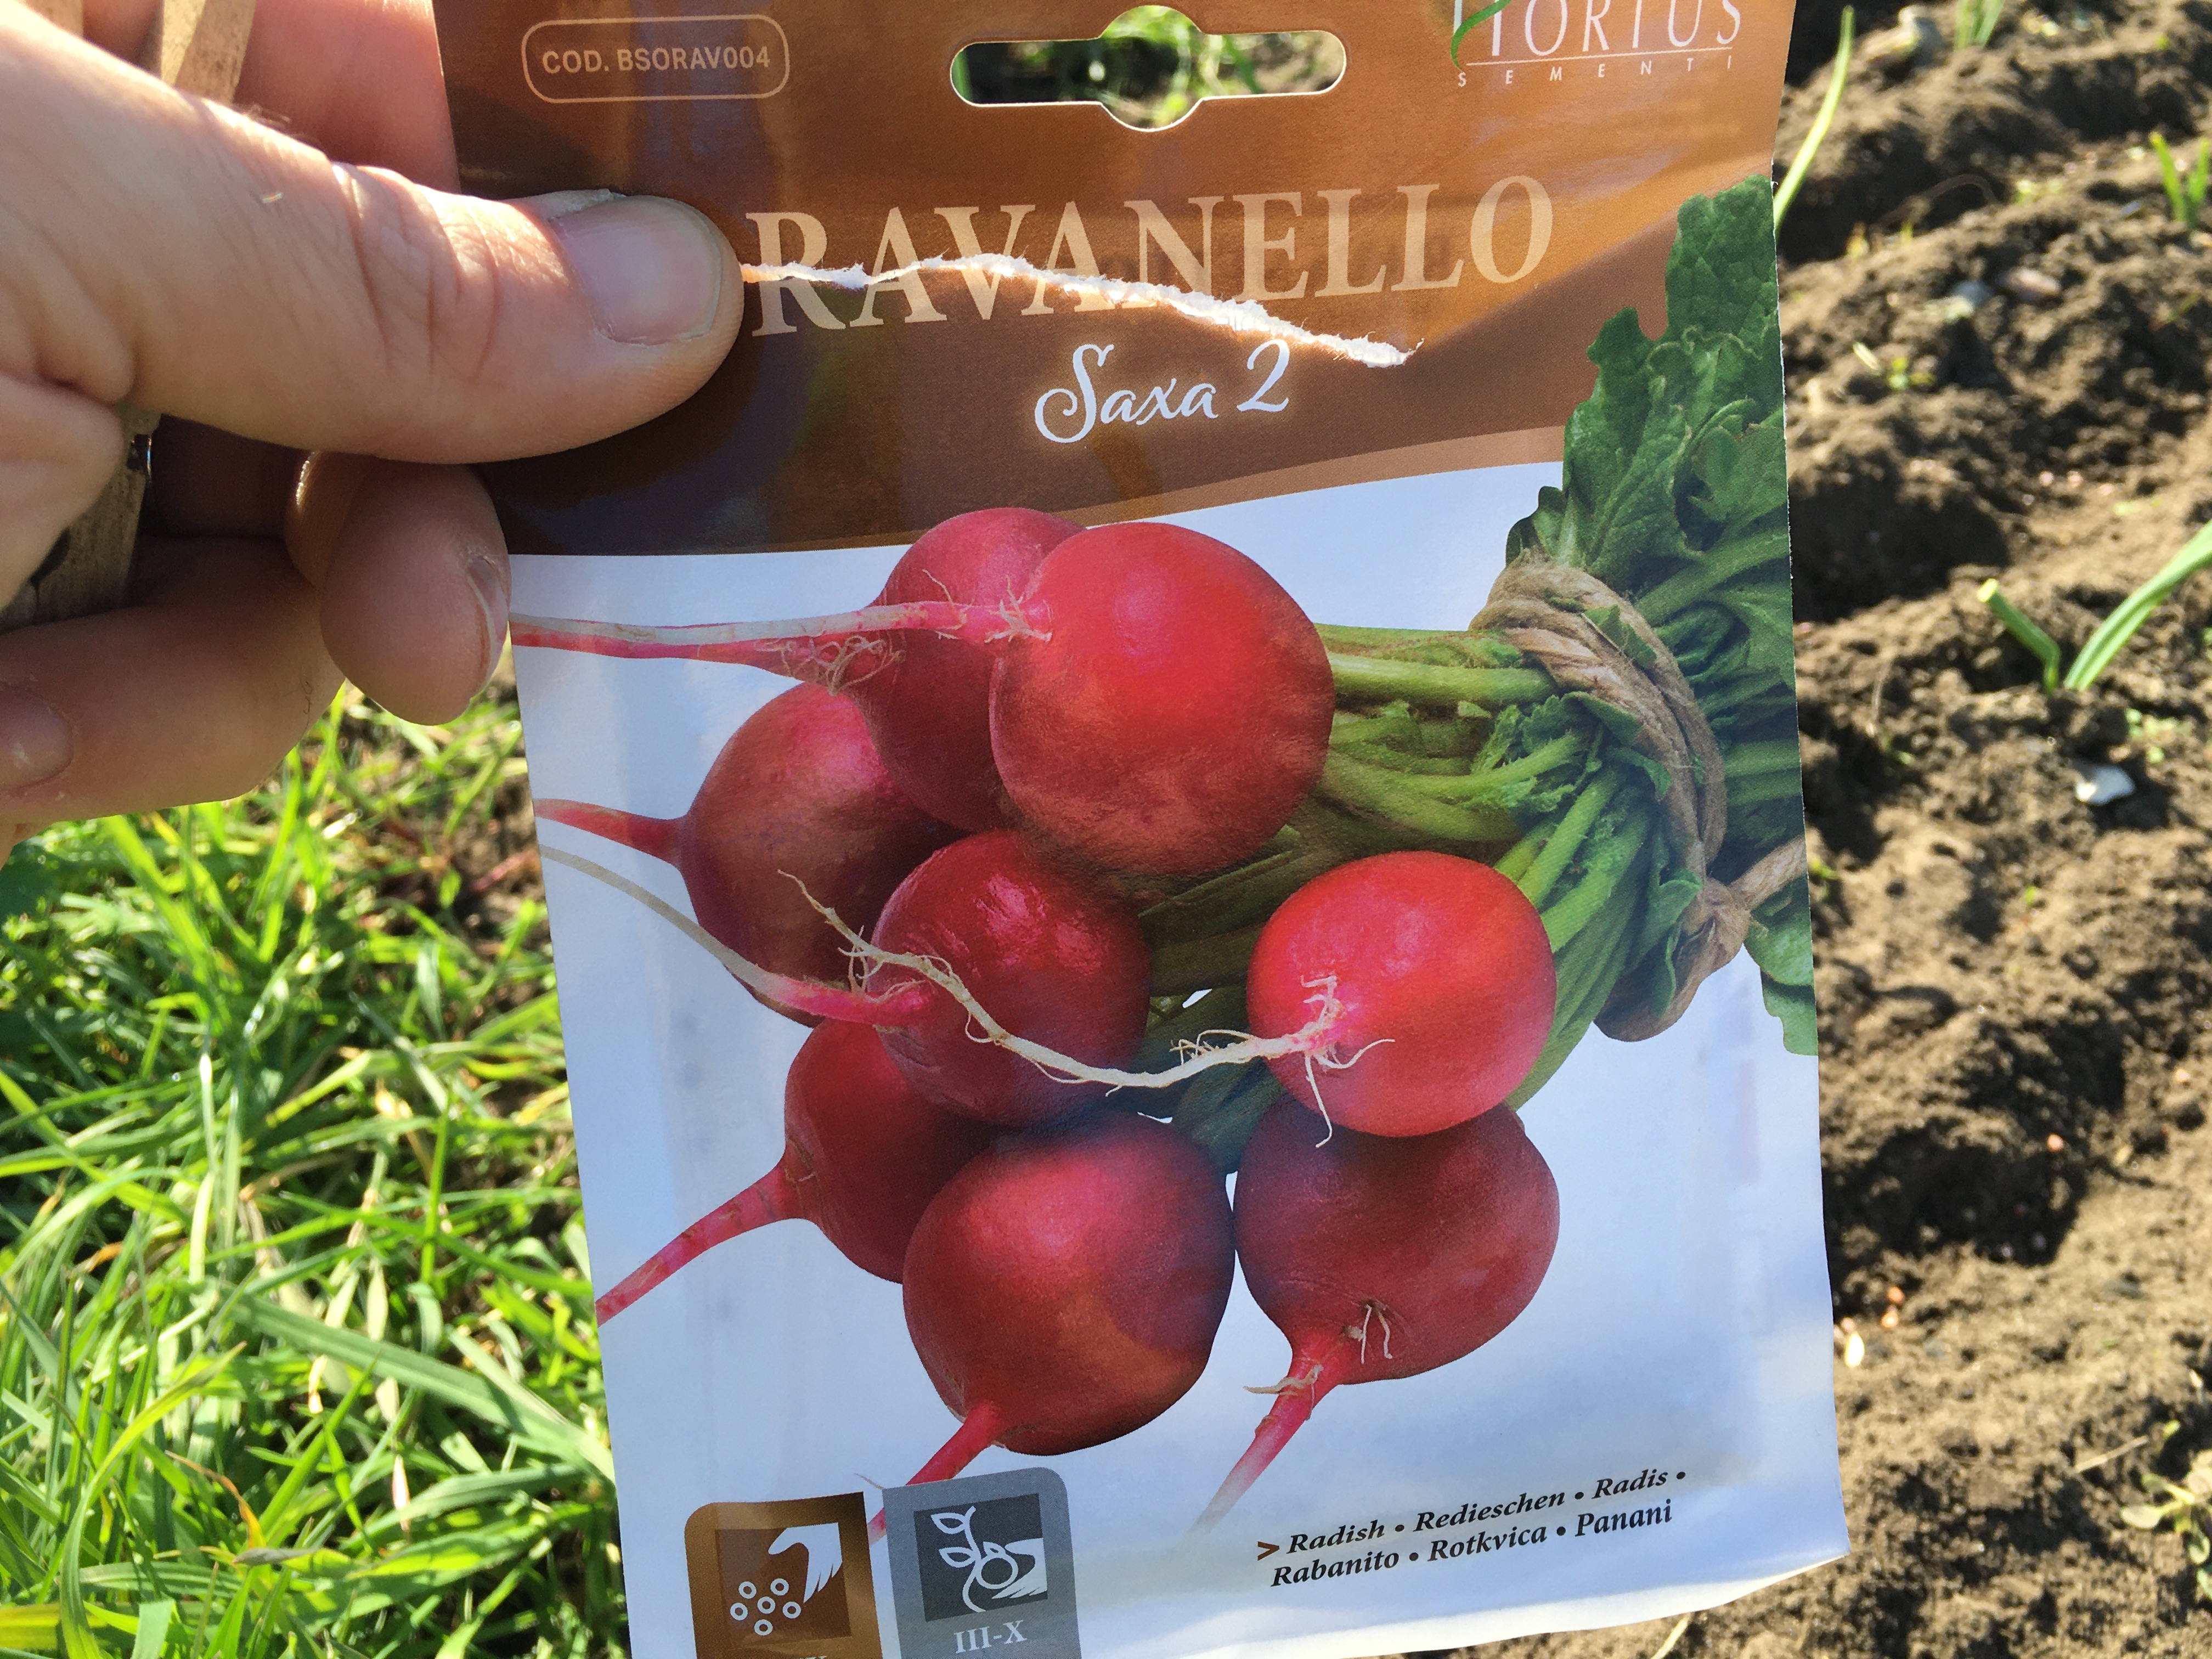 COD. BSORAV004
HORTUS
SEMENTI
RAVANELLO
Saxa 2
> Radish • Redieschen • Radis •
Rabanito • Rotkvica • Panani
III-X